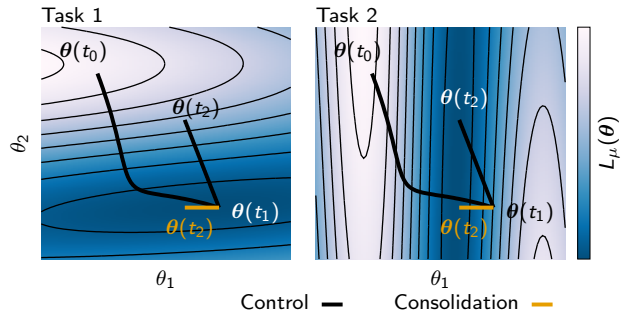 Task 1
Task 2
θ(t₀)
θ(t₀)
θ(t₂)
θ(t₂)
θ₂
Lμ(θ)
θ(t₁)
θ(t₁)
θ(t₂)
θ(t₂)
θ₁
θ₁
Control
Consolidation